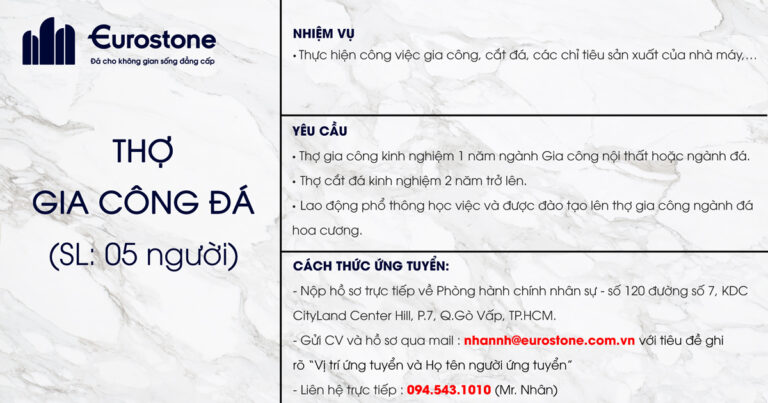 Eurostone
Đá cho không gian sống đẳng cấp
THỢ
GIA CÔNG ĐÁ
(SL: 05 người)
NHIỆM VỤ
• Thực hiện công việc gia công, cắt đá, các chỉ tiêu sản xuất của nhà máy,...
YÊU CẦU
• Thợ gia công kinh nghiệm 1 năm ngành Gia công nội thất hoặc ngành đá.
• Thợ cắt đá kinh nghiệm 2 năm trở lên.
• Lao động phổ thông học việc và được đào tạo lên thợ gia công ngành đá
hoa cương.
CÁCH THỨC ỨNG TUYỂN:
- Nộp hồ sơ trực tiếp về Phòng hành chính nhân sự - số 120 đường số 7, KDC
CityLand Center Hill, P.7, Q.Gò Vấp, TP.HCM.
- Gửi CV và hồ sơ qua mail : nhannh@eurostone.com.vn với tiêu đề ghi
rõ “Vị trí ứng tuyển và Họ tên người ứng tuyển”
- Liên hệ trực tiếp : 094.543.1010 (Mr. Nhân)